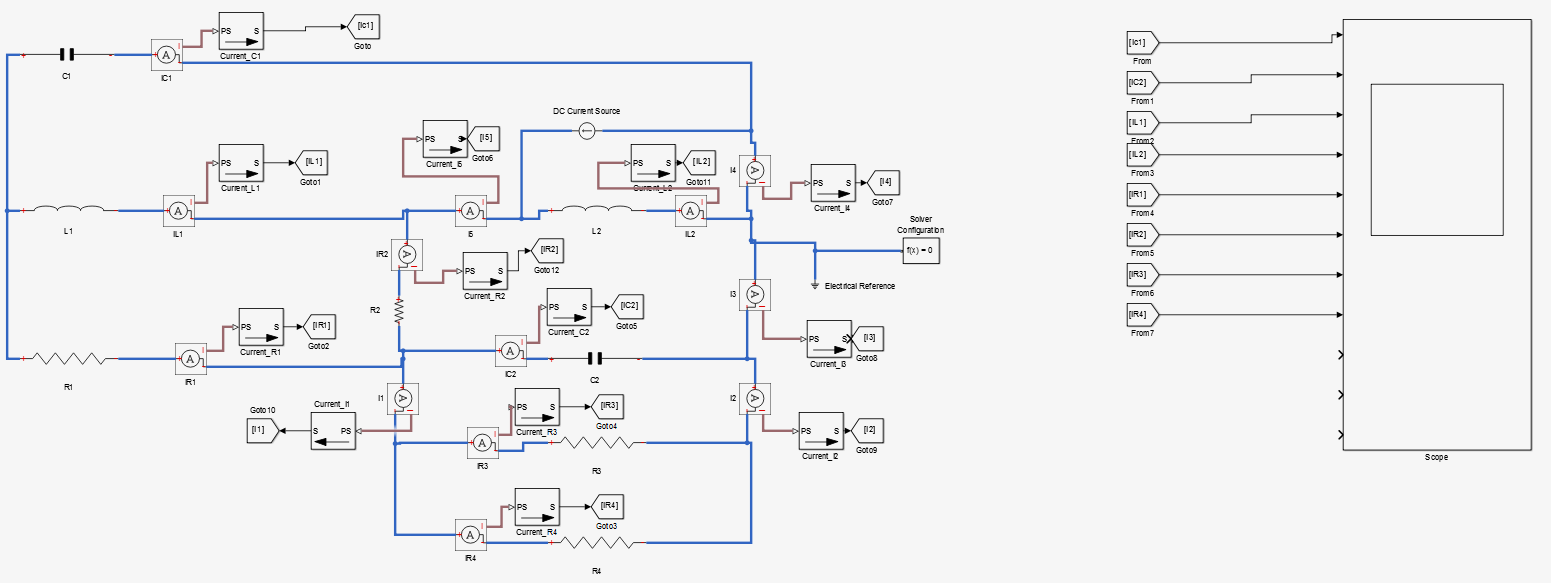 PS S
[Ic1]
Goto
Current_C1
A
C1
IC1
DC Current Source
PS S
[I5]
Goto6
Current_I5
PS S
[IL1]
Goto1
Current_L1
PS S
[IL2]
Goto11
Current_L2
I4
A
PS S
[I4]
Goto7
Current_I4
L1
A
IL1
A
I5
L2
A
IL2
Solver
Configuration
f(x) = 0
Electrical Reference
IR2
A
PS S
[IR2]
Goto12
Current_R2
R2
PS S
[IC2]
Goto5
Current_C2
I3
A
PS S
[IR1]
Goto2
Current_R1
PS S
[I3]
Goto8
Current_I3
R1
A
IR1
A
IC2
C2
I1
A
I2
A
Goto10
[I1]
Current_I1
S PS
PS S
[IR3]
Goto4
Current_R3
PS S
[I2]
Goto9
Current_I2
A
IR3
R3
PS S
[IR4]
Goto3
Current_R4
A
IR4
R4
[Ic1]
From
[IC2]
From1
[IL1]
From2
[IL2]
From3
[IR1]
From4
[IR2]
From5
[IR3]
From6
[IR4]
From7
Scope